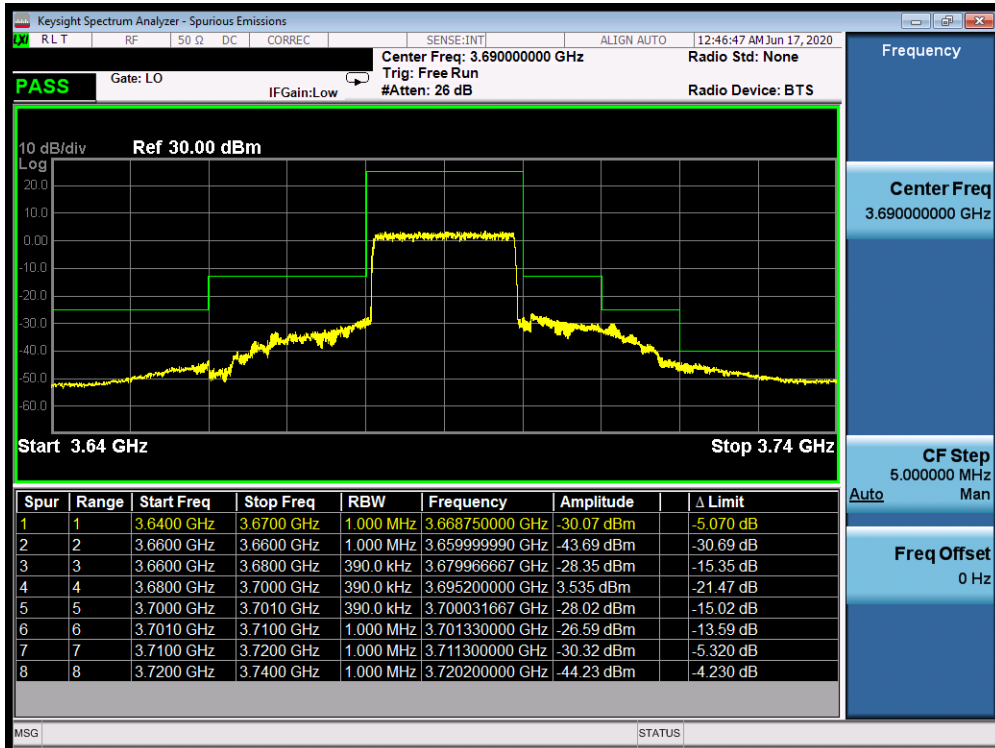 Keysight Spectrum Analyzer - Spurious Emissions
LXI RLT RF 50 Ω DC CORREC SENSE:INT ALIGN AUTO 12:46:47 AM Jun 17, 2020
Center Freq: 3.690000000 GHz Radio Std: None
Trig: Free Run
PASS Gate: LO IFGain:Low #Atten: 26 dB Radio Device: BTS
10 dB/div Ref 30.00 dBm
Log
20.0
10.0
0.00
-10.0
-20.0
-30.0
-40.0
-50.0
-60.0
Start 3.64 GHz Stop 3.74 GHz
Spur Range Start Freq Stop Freq RBW Frequency Amplitude Δ Limit
1 1 3.6400 GHz 3.6700 GHz 1.000 MHz 3.668750000 GHz -30.07 dBm -5.070 dB
2 2 3.6600 GHz 3.6600 GHz 1.000 MHz 3.659999990 GHz -43.69 dBm -30.69 dB
3 3 3.6600 GHz 3.6800 GHz 390.0 kHz 3.679966667 GHz -28.35 dBm -15.35 dB
4 4 3.6800 GHz 3.7000 GHz 390.0 kHz 3.695200000 GHz 3.535 dBm -21.47 dB
5 5 3.7000 GHz 3.7010 GHz 390.0 kHz 3.700031667 GHz -28.02 dBm -15.02 dB
6 6 3.7010 GHz 3.7100 GHz 1.000 MHz 3.701330000 GHz -26.59 dBm -13.59 dB
7 7 3.7100 GHz 3.7200 GHz 1.000 MHz 3.711300000 GHz -30.32 dBm -5.320 dB
8 8 3.7200 GHz 3.7400 GHz 1.000 MHz 3.720200000 GHz -44.23 dBm -4.230 dB
MSG STATUS
Frequency
Center Freq
3.690000000 GHz
CF Step
5.000000 MHz
Auto Man
Freq Offset
0 Hz